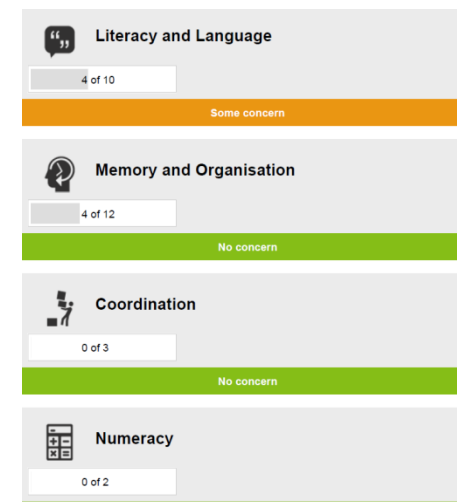 Literacy and Language
4 of 10
Some concern
Memory and Organisation
4 of 12
No concern
Coordination
0 of 3
No concern
Numeracy
0 of 2